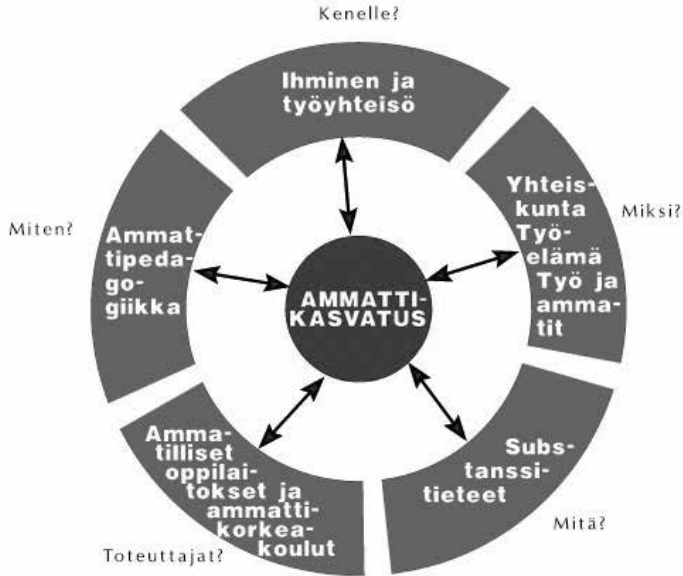 Kenelle?
Ihminen ja
työyhteisö
Yhteis-
kunta
Työ-
elämä
Työ ja
amma-
tit
Miksi?
Miten?
Ammat-
tipeda-
go-
giikka
AMMATTI-
KASVATUS
Amma-
tilliset
oppilai-
tokset ja
ammatti-
korkea-
koulut
Toteuttajat?
Subs-
tanssi-
tieteet
Mitä?